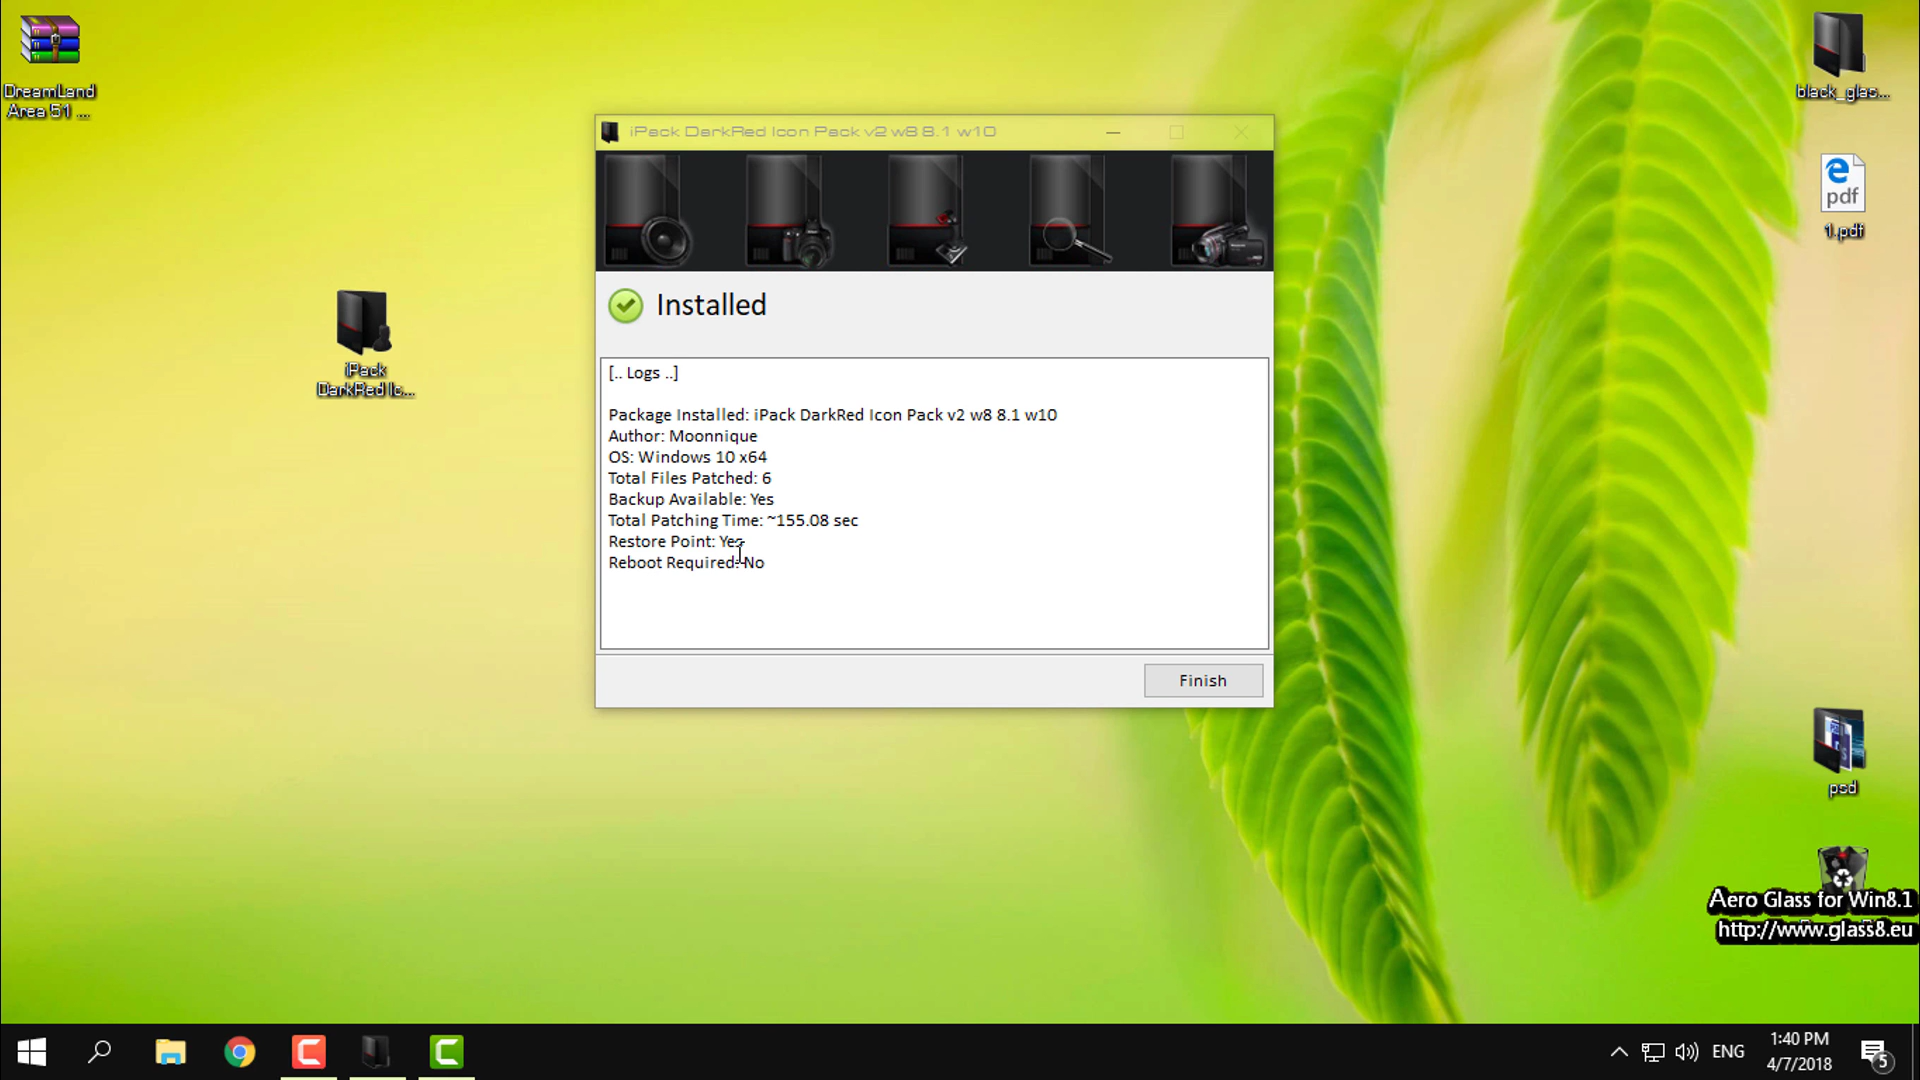 DreamLand
Area 51 ...
iPack
DarkRed Ic...
iPack DarkRed Icon Pack v2 w8 8.1 w10
Installed
[.. Logs ..]
Package Installed: iPack DarkRed Icon Pack v2 w8 8.1 w10
Author: Moonnique
OS: Windows 10 x64
Total Files Patched: 6
Backup Available: Yes
Total Patching Time: ~155.08 sec
Restore Point: Yes
Reboot Required: No
Finish
black_glas...
pdf
1.pdf
psd
Aero Glass for Win8.1
http://www.glass8.eu
ENG
1:40 PM
4/7/2018
5